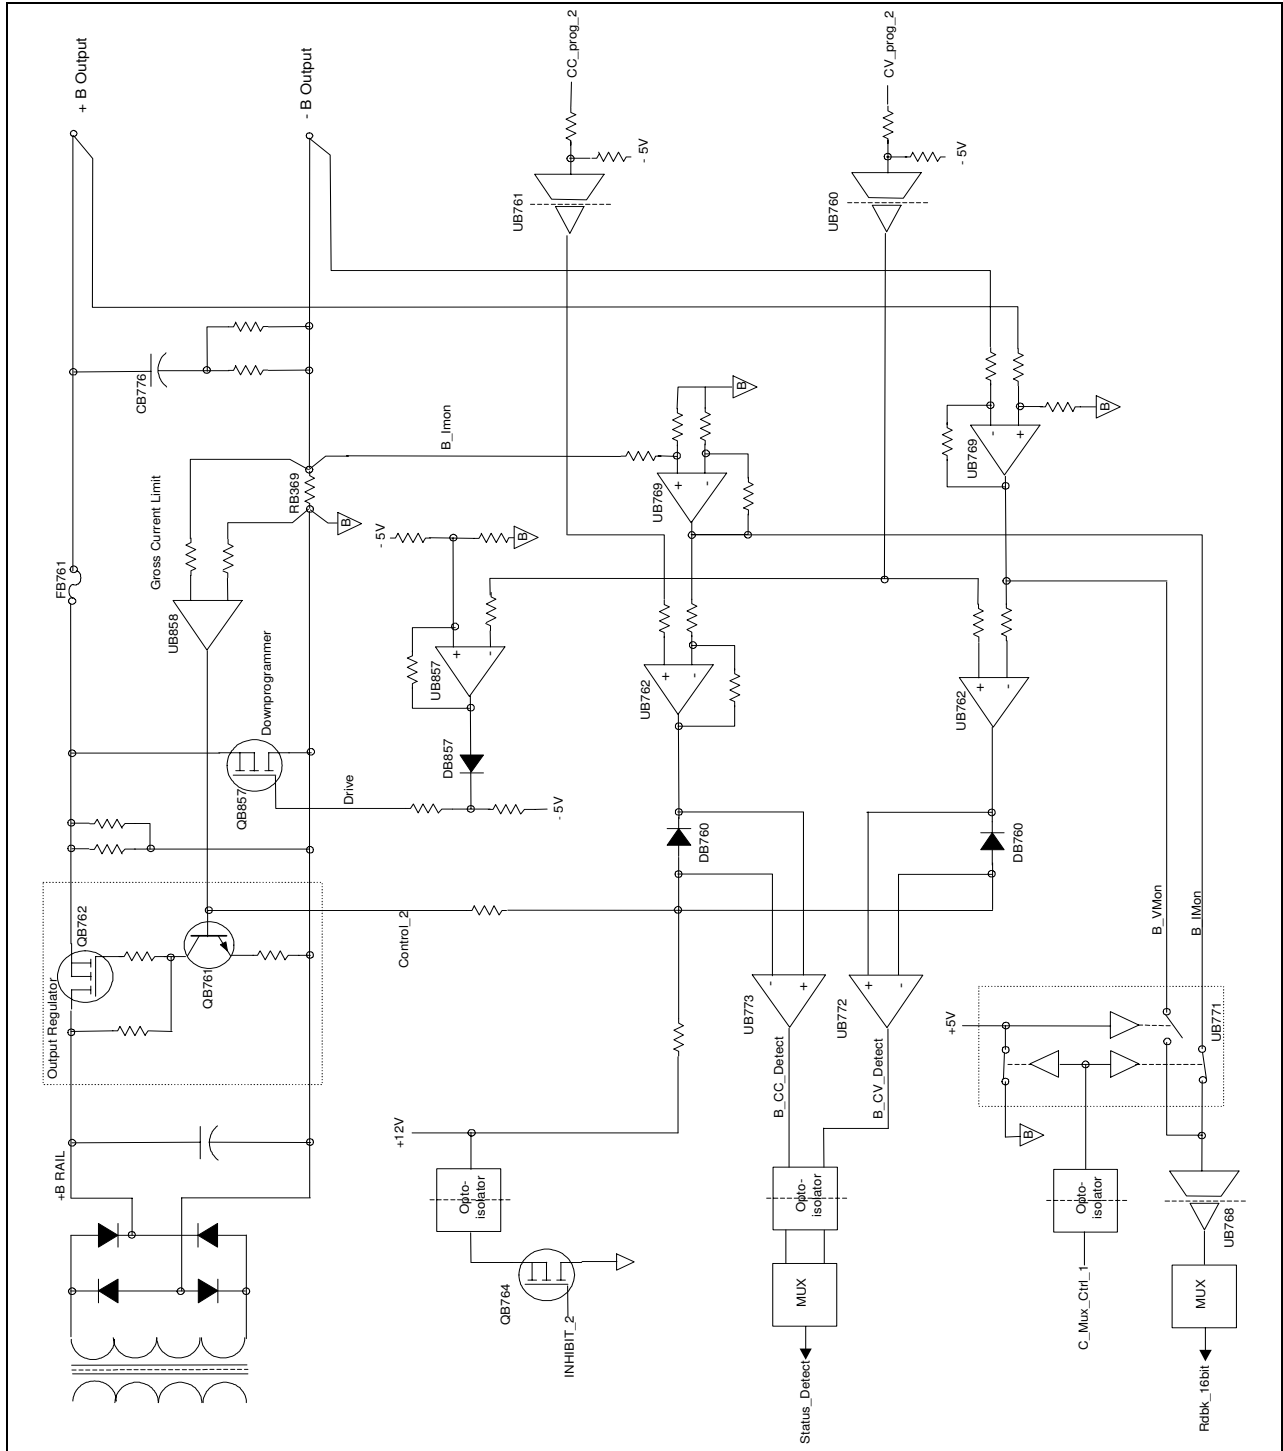 + B Output
- B Output
CC_prog_2
CV_prog_2
- 5V
- 5V
UB761
UB760
CB776
B_Imon
B
B
UB769
+
-
UB769
-
+
RB369
B
Gross Current Limit
FB761
UB858
- 5V
B
Downprogrammer
QB857
Drive
UB857
+
-
DB857
- 5V
UB762
+
-
UB762
+
-
DB760
DB760
Output Regulator
QB762
QB761
Control_2
UB773
-
+
UB772
+
-
B_VMon
B_IMon
UB771
+5V
B
B_CC_Detect
B_CV_Detect
+12V
+B RAIL
Opto-
isolator
Opto-
isolator
Opto-
isolator
UB768
QB764
INHIBIT_2
MUX
MUX
C_Mux_Ctrl_1
Status_Detect
Rdbk_16bit